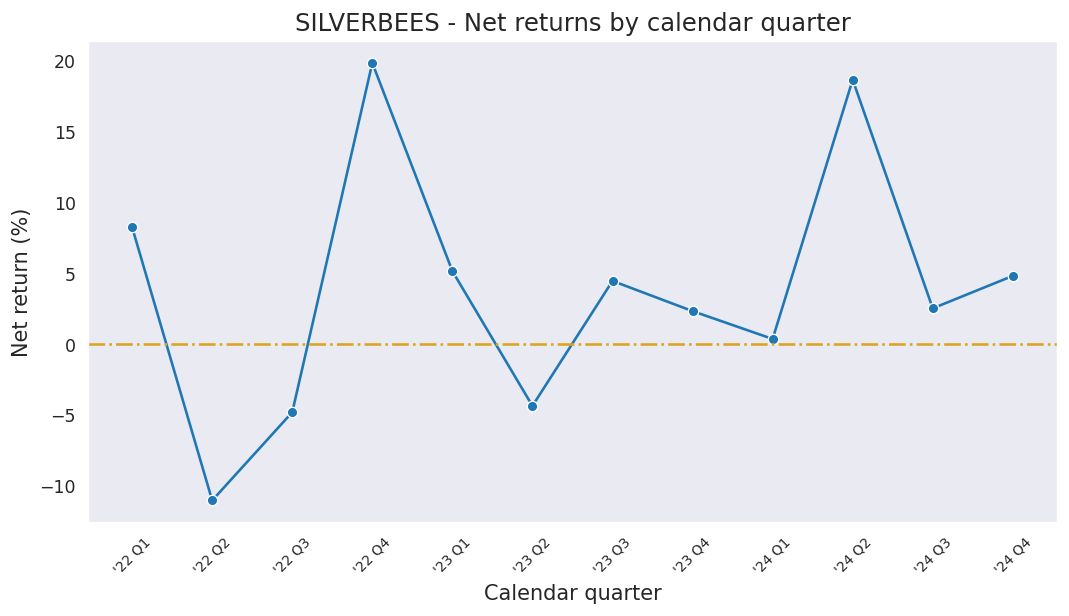 SILVERBEES - Net returns by calendar quarter
Net return (%)
20
15
10
5
0
−5
−10
'22 Q1
'22 Q2
'22 Q3
'22 Q4
'23 Q1
'23 Q2
'23 Q3
'23 Q4
'24 Q1
'24 Q2
'24 Q3
'24 Q4
Calendar quarter